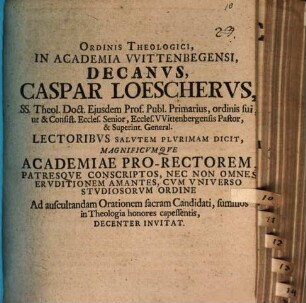 ORDINIS THEOLOGICI,
IN ACADEMIA VVITTENBEGENSI,
DECANVS,
CASPAR LOESCHERVS,
SS. Theol. Doct. Ejusdem Prof. Publ. Primarius, ordinis sui,
ut & Consist. Eccles. Senior, Eccles. VVittenbergensis Pastor,
& Superint. General.
LECTORIBVS SALVTEM PLVRIMAM DICIT,
MAGNIFICVMQVE
ACADEMIAE PRO-RECTOREM,
PATRESQVE CONSCRIPTOS, NEC NON OMNES
ERVDITIONEM AMANTES, CVM VNIVERSO
STVDIOSORVM ORDINE
Ad auscultandam Orationem sacram Candidati, summos
in Theologia honores capessentis,
DECENTER INVITAT.